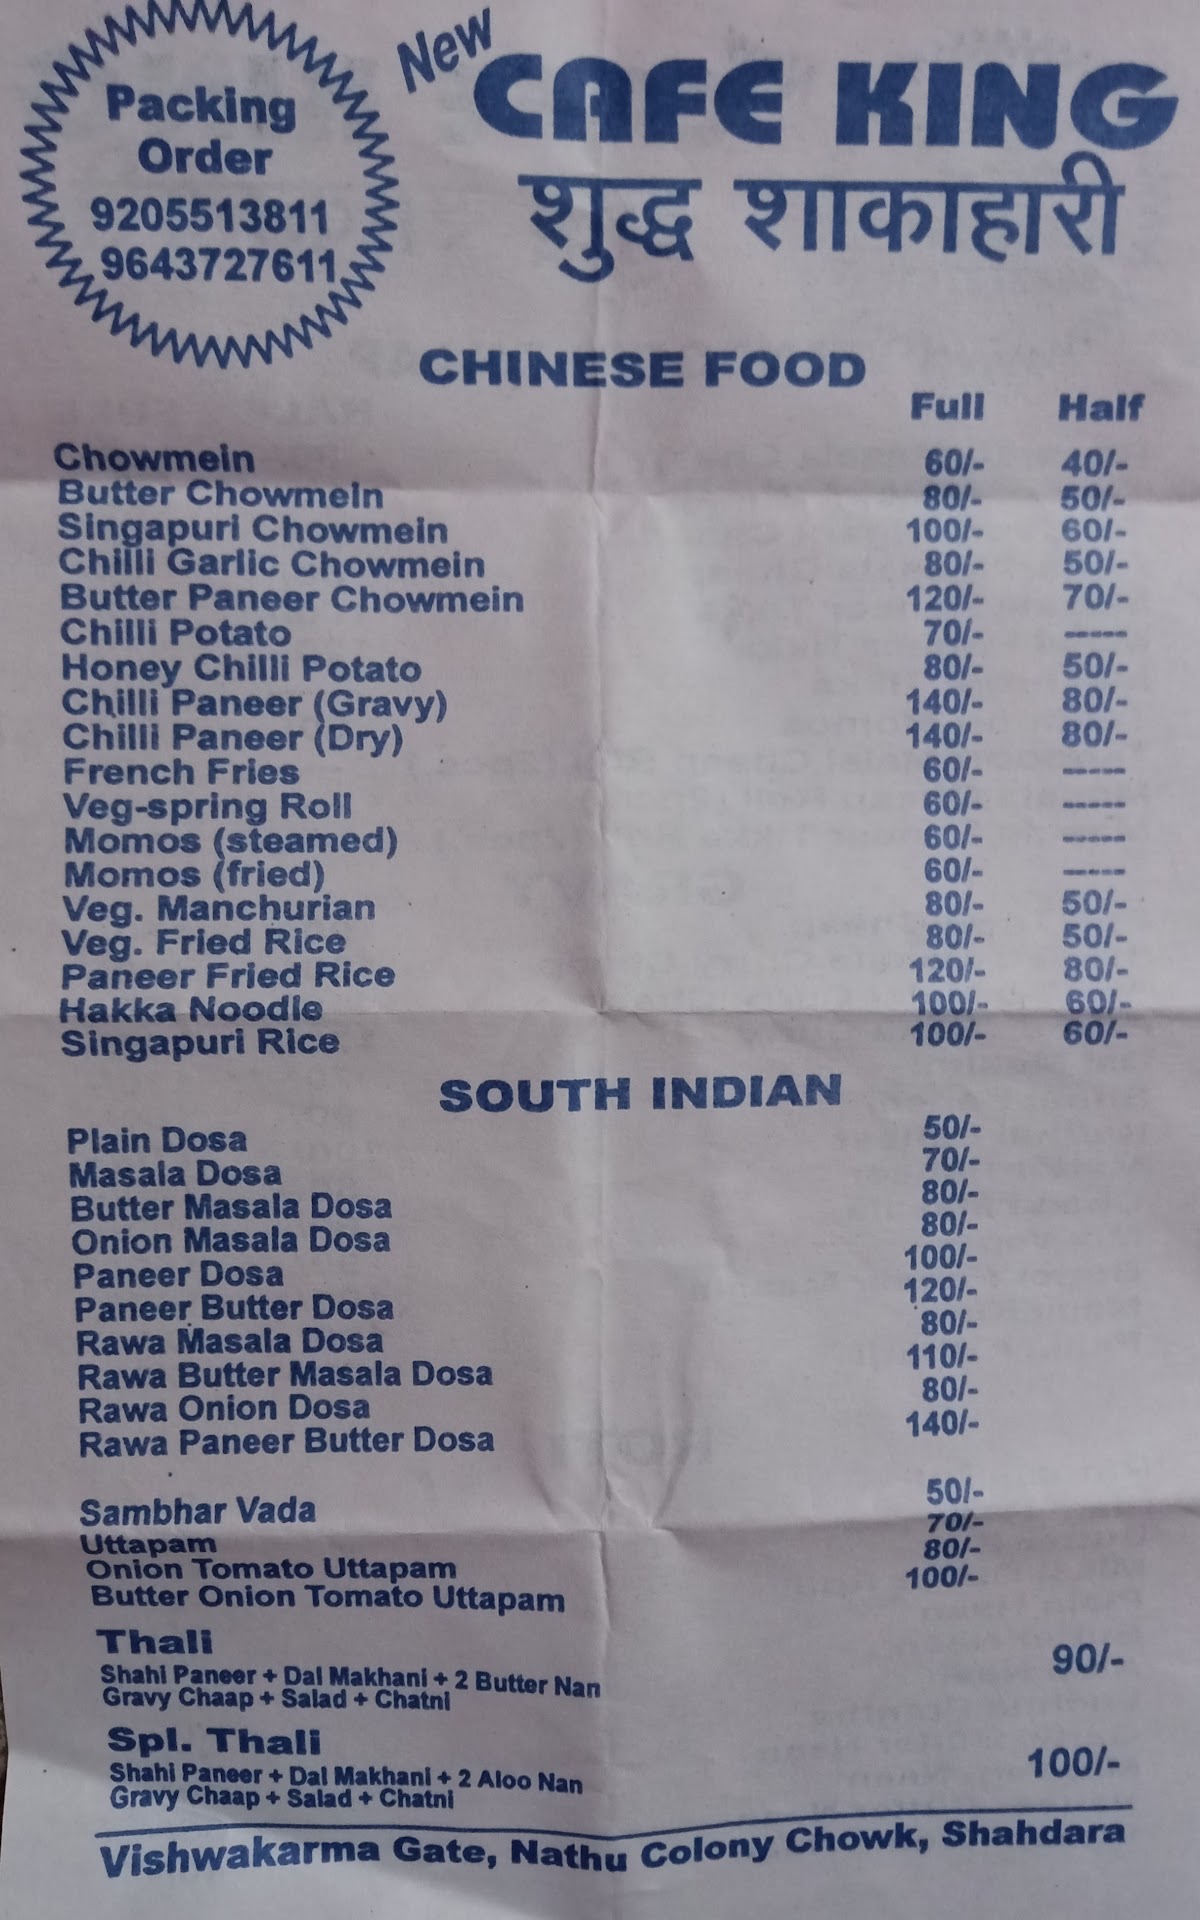 Packing
Order
9205513811
9643727611
New CAFE KING
शुद्ध शाकाहारी
CHINESE FOOD
Full Half
Chowmein 60/- 40/-
Butter Chowmein 80/- 50/-
Singapuri Chowmein 100/- 60/-
Chilli Garlic Chowmein 80/- 50/-
Butter Paneer Chowmein 120/- 70/-
Chilli Potato 70/- -----
Honey Chilli Potato 80/- 50/-
Chilli Paneer (Gravy) 140/- 80/-
Chilli Paneer (Dry) 140/- 80/-
French Fries 60/- -----
Veg-spring Roll 60/- -----
Momos (steamed) 60/- -----
Momos (fried) 60/- -----
Veg. Manchurian 80/- 50/-
Veg. Fried Rice 80/- 50/-
Paneer Fried Rice 120/- 80/-
Hakka Noodle 100/- 60/-
Singapuri Rice 100/- 60/-
SOUTH INDIAN
Plain Dosa 50/-
Masala Dosa 70/-
Butter Masala Dosa 80/-
Onion Masala Dosa 80/-
Paneer Dosa 100/-
Paneer Butter Dosa 120/-
Rawa Masala Dosa 80/-
Rawa Butter Masala Dosa 110/-
Rawa Onion Dosa 80/-
Rawa Paneer Butter Dosa 140/-
Sambhar Vada 50/-
Uttapam 70/-
Onion Tomato Uttapam 80/-
Butter Onion Tomato Uttapam 100/-
Thali 90/-
Shahi Paneer + Dal Makhani + 2 Butter Nan
Gravy Chaap + Salad + Chatni
Spl. Thali 100/-
Shahi Paneer + Dal Makhani + 2 Aloo Nan
Gravy Chaap + Salad + Chatni
Vishwakarma Gate, Nathu Colony Chowk, Shahdara